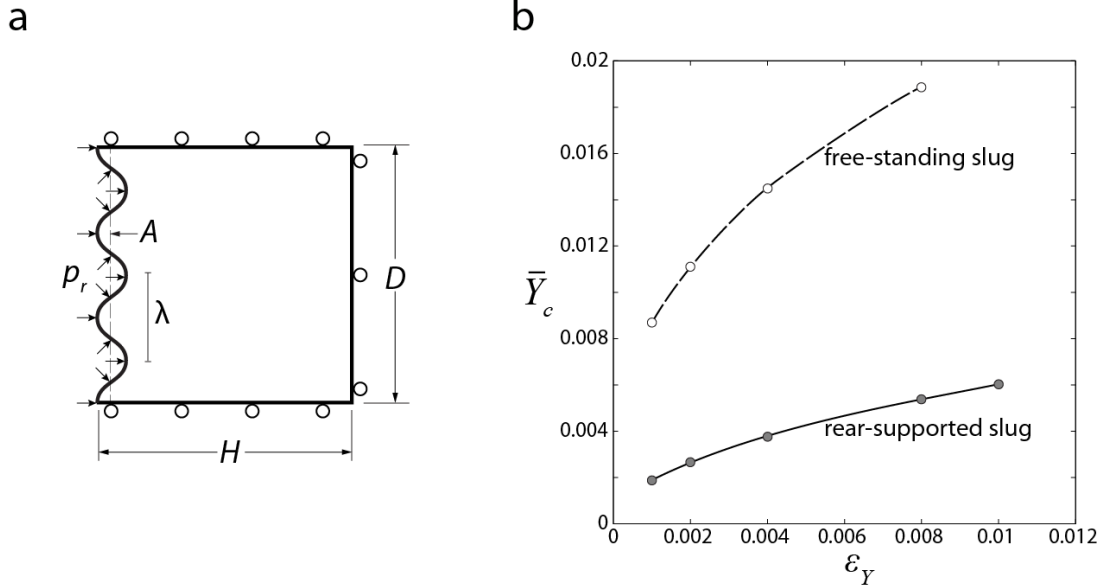 a
A
p_r
λ
D
H
b
0.02
0.016
0.012
0.008
0.004
0
Ȳ_c
free-standing slug
rear-supported slug
0 0.002 0.004 0.006 0.008 0.01 0.012
ε_Y